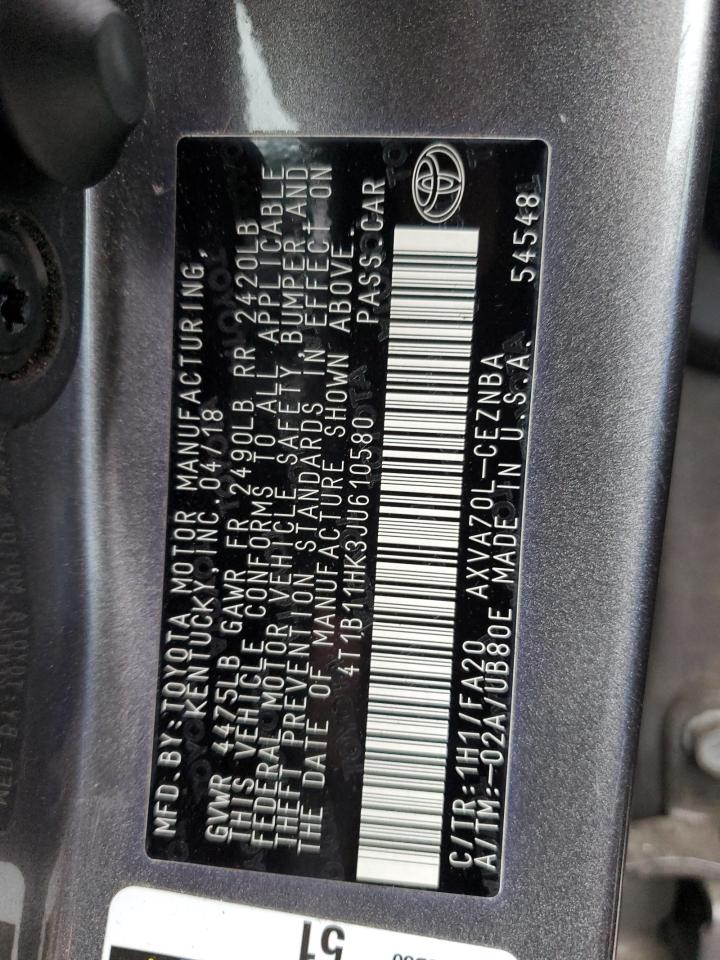 MFD.BY:TOYOTA MOTOR MANUFACTURING,
KENTUCKY,INC 04/18
GVWR 4475LB GAWR FR 2490LB RR 2420LB
THIS VEHICLE CONFORMS TO ALL APPLICABLE
FEDERAL MOTOR VEHICLE SAFETY,BUMPER,AND
THEFT PREVENTION STANDARDS IN EFFECT ON
THE DATE OF MANUFACTURE SHOWN ABOVE.
4T1B11HK3JU610580 PASS.CAR
C/TR:1H1/FA20 AXVA70L-CEZNBA
A/TM:-02A/UB80E MADE IN U.S.A. 54548
51